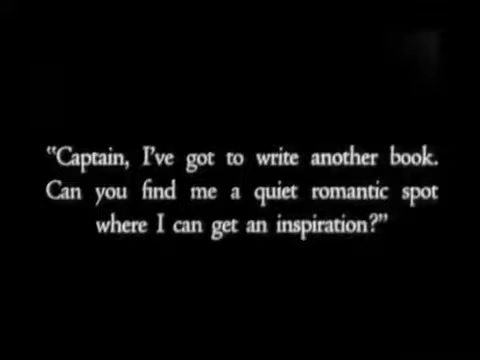 "Captain, I've got to write another book.
Can you find me a quiet romantic spot
where I can get an inspiration?"